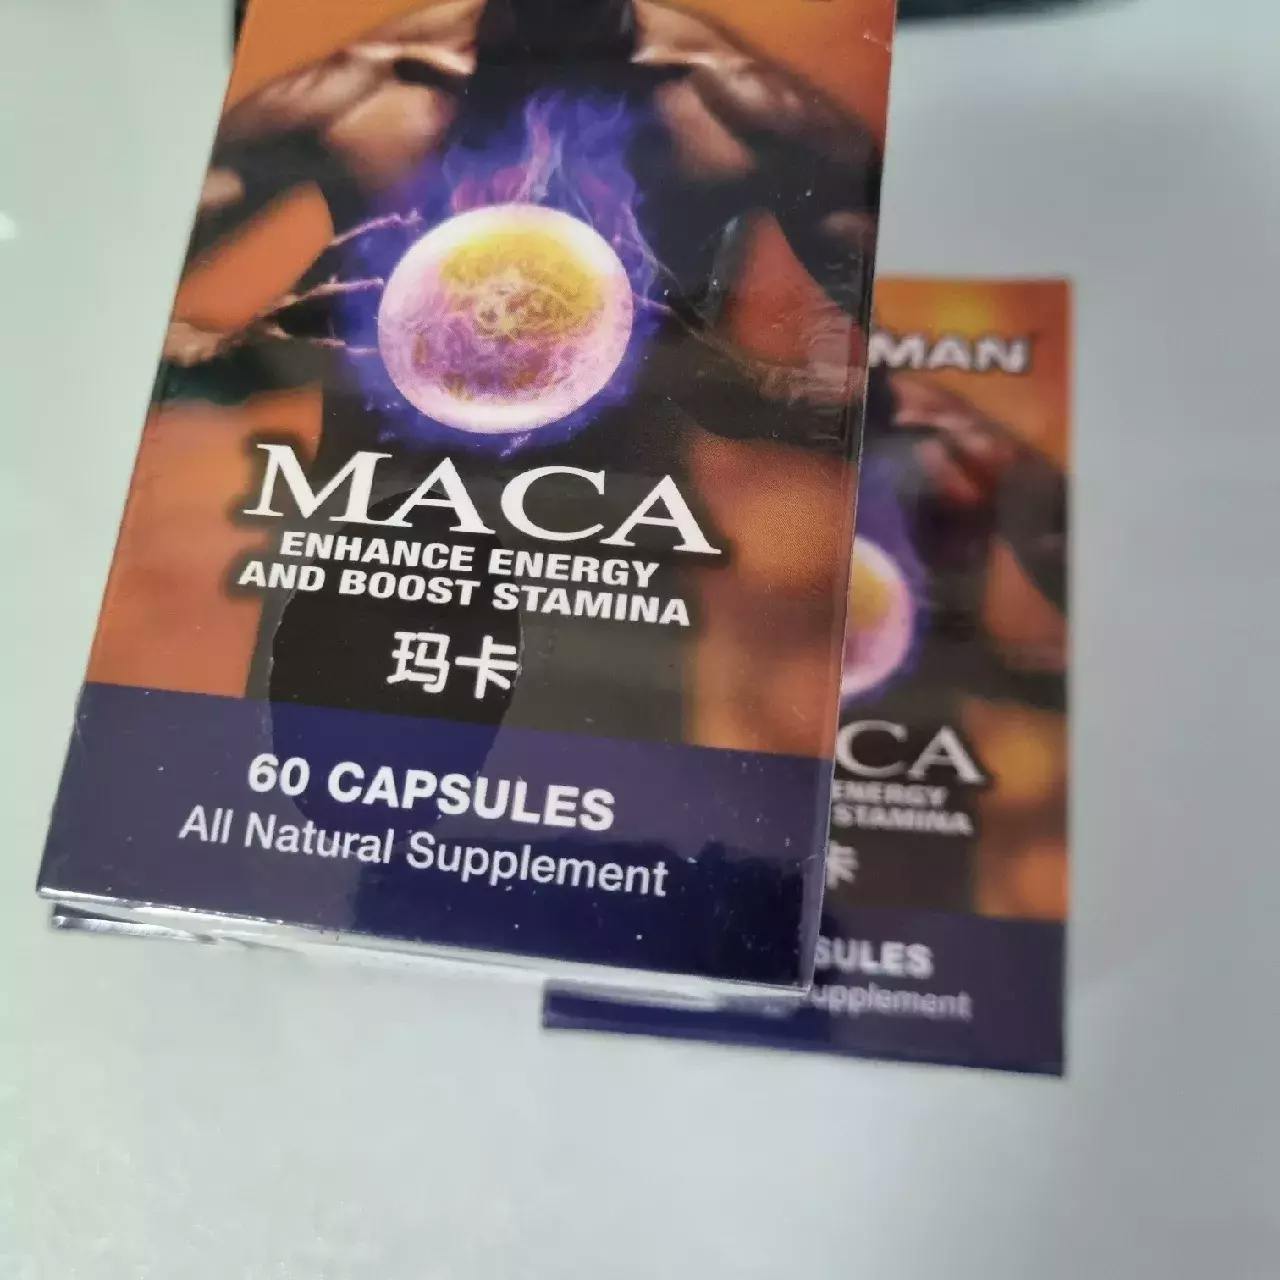 MACA
ENHANCE ENERGY
AND BOOST STAMINA
玛卡
60 CAPSULES
All Natural Supplement
MAN
CA
ENERGY
STAMINA
卡
SULES
upplement